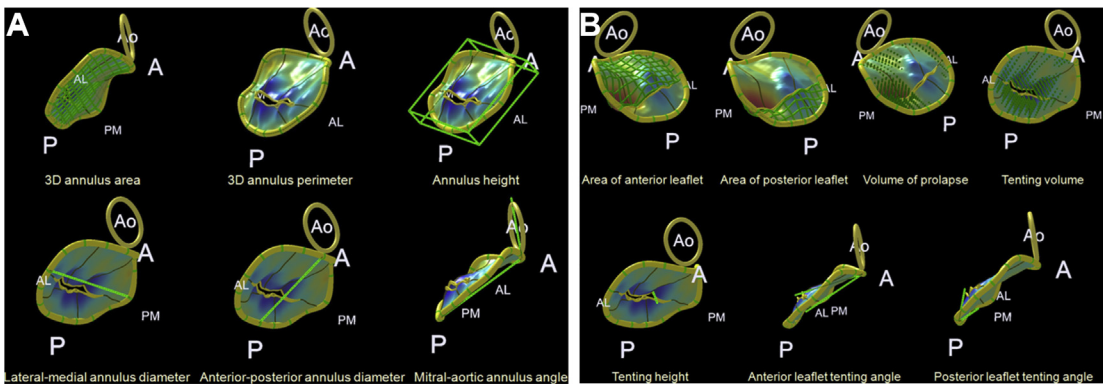 A
Ao
A
AL
PM
P
3D annulus area
Ao
A
AL
P
3D annulus perimeter
Ao
A
AL
P
Annulus height
Ao
A
AL
PM
P
Lateral-medial annulus diameter
Ao
A
AL
PM
P
Anterior-posterior annulus diameter
Ao
A
AL
PM
P
Mitral-aortic annulus angle
B
Ao
A
AL
PM
P
Area of anterior leaflet
Ao
A
AL
PM
P
Area of posterior leaflet
Ao
A
AL
PM
P
Volume of prolapse
Ao
A
AL
PM
P
Tenting volume
Ao
A
AL
PM
P
Tenting height
Ao
A
AL PM
P
Anterior leaflet tenting angle
Ao
A
AL
PM
P
Posterior leaflet tenting angle